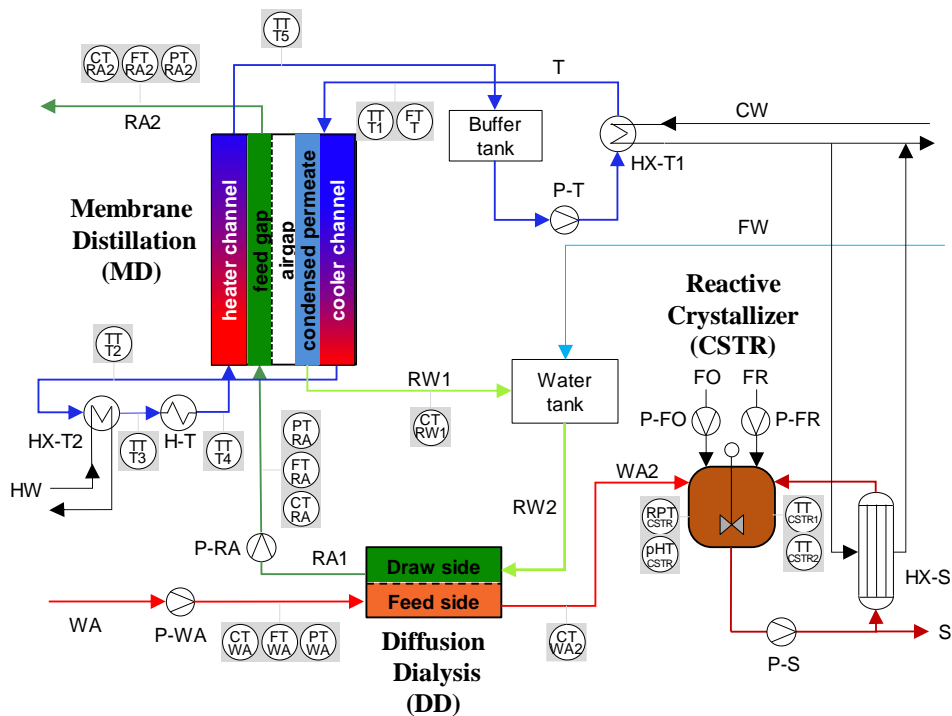 TT
T5
CT
RA2
FT
RA2
PT
RA2
RA2
T
TT
T1
FT
T
Buffer
tank
CW
HX-T1
P-T
FW
Membrane
Distillation
(MD)
heater channel
feed gap
airgap
condensed permeate
cooler channel
Reactive
Crystallizer
(CSTR)
TT
T2
HX-T2
TT
T3
H-T
TT
T4
HW
RW1
CT
RW1
Water
tank
FO
FR
P-FO
P-FR
PT
RA
FT
RA
CT
RA
WA2
RW2
RPT
CSTR
pHT
CSTR
TT
CSTR1
TT
CSTR2
HX-S
P-RA
RA1
Draw side
Feed side
WA
P-WA
CT
WA
FT
WA
PT
WA
CT
WA2
Diffusion
Dialysis
(DD)
P-S
S